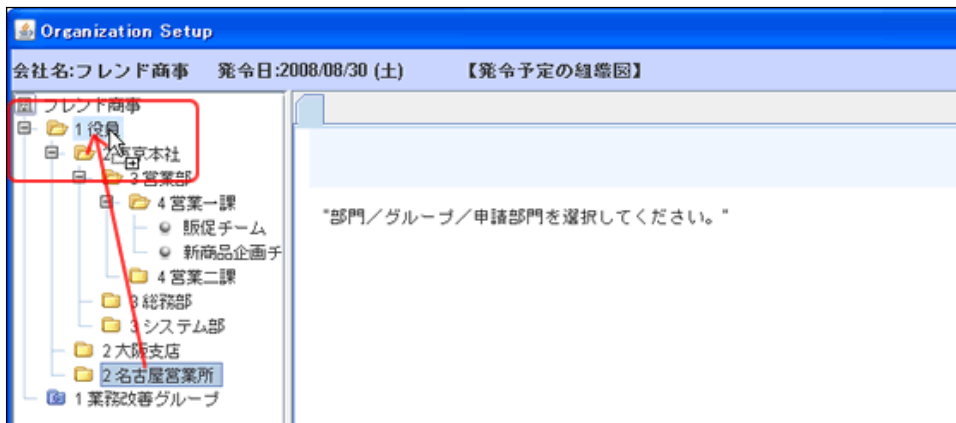 Organization Setup
会社名:フレンド商事 発令日:2008/08/30 (土) 【発令予定の組織図】
フレンド商事
1 役員
2 東京本社
3 営業部
4 営業一課
販促チーム
新商品企画チ
4 営業二課
3 総務部
3 システム部
2 大阪支店
2 名古屋営業所
1 業務改善グループ
"部門／グループ／申請部門を選択してください。"